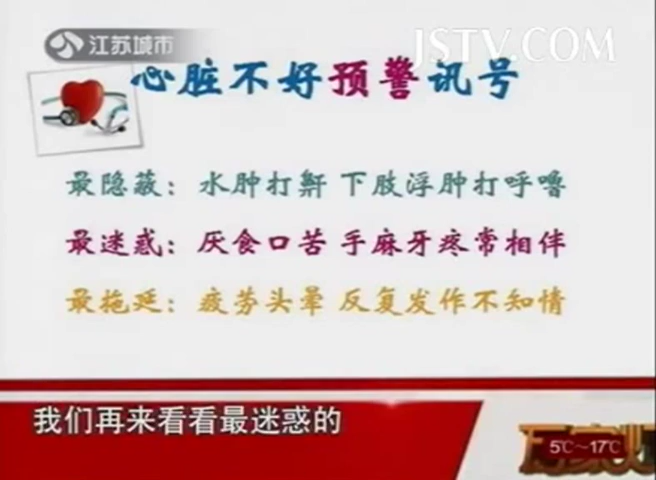 江苏城市
JSTV.COM
心脏不好预警讯号
最隐蔽：水肿打鼾 下肢浮肿打呼噜
最迷惑：厌食口苦 手麻牙疼常相伴
最拖延：疲劳头晕 反复发作不知情
我们再来看看最迷惑的
5℃~17℃